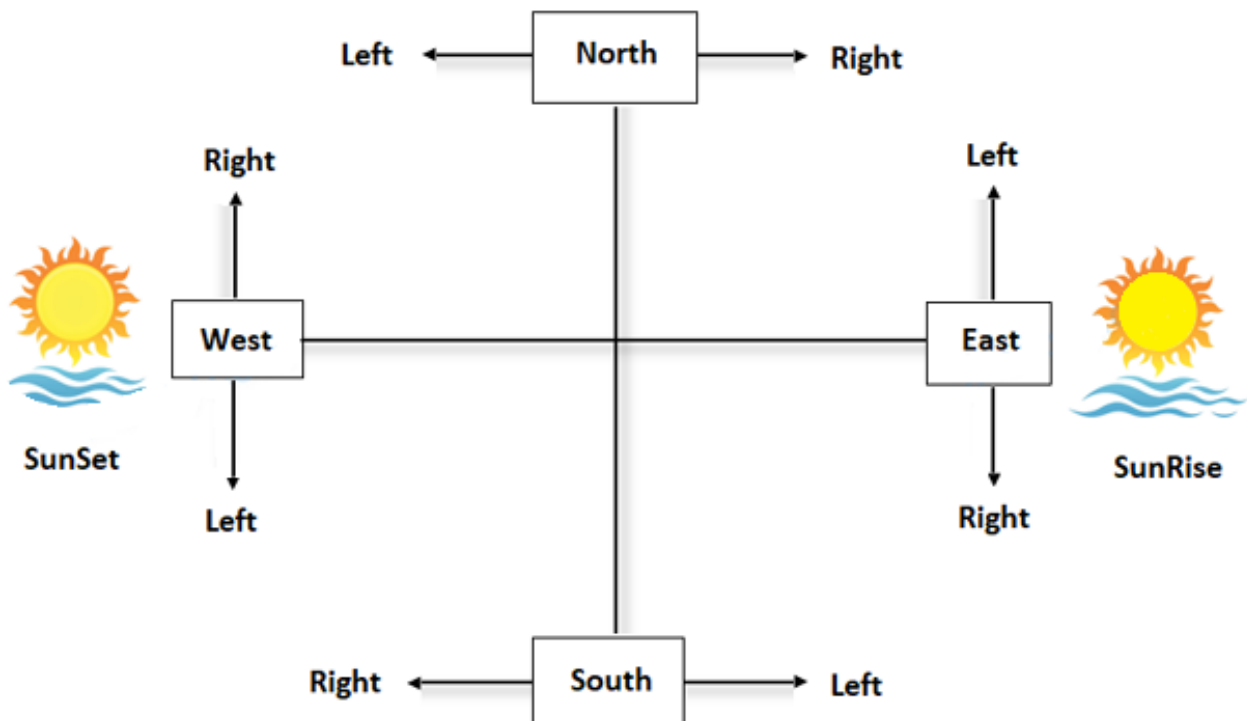 North
Left
Right
Right
Left
West
East
SunSet
SunRise
Left
Right
South
Right
Left